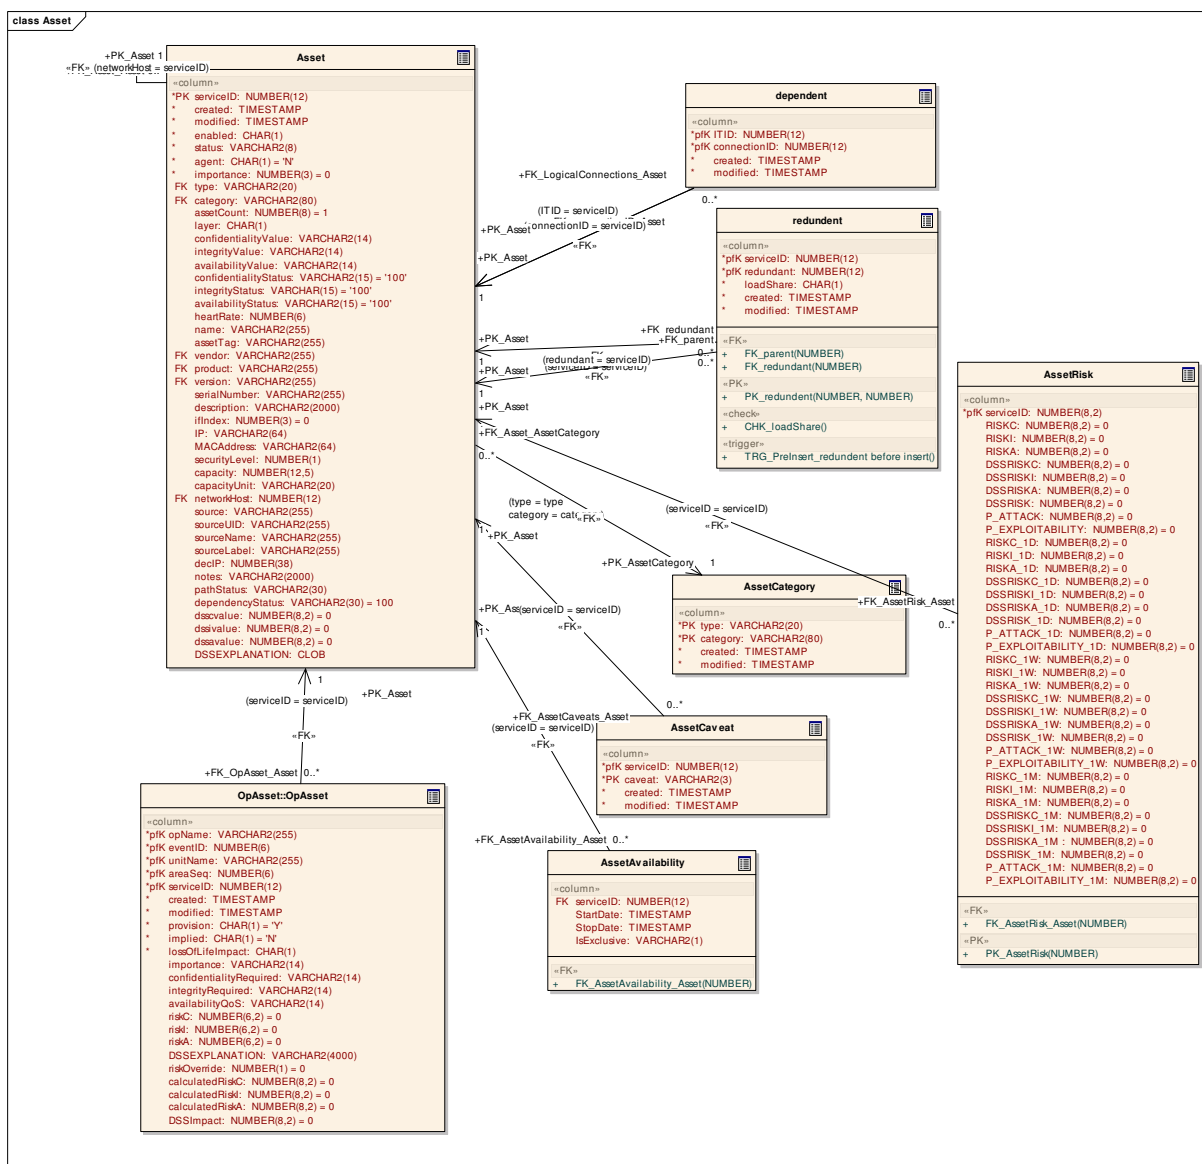 class Asset
+PK_Asset 1
«FK» (networkHost = serviceID)
Asset
«column»
*PK serviceID: NUMBER(12)
* created: TIMESTAMP
* modified: TIMESTAMP
* enabled: CHAR(1)
* status: VARCHAR2(8)
* agent: CHAR(1) = 'N'
* importance: NUMBER(3) = 0
FK type: VARCHAR2(20)
FK category: VARCHAR2(80)
assetCount: NUMBER(8) = 1
layer: CHAR(1)
confidentialityValue: VARCHAR2(14)
integrityValue: VARCHAR2(14)
availabilityValue: VARCHAR2(14)
confidentialityStatus: VARCHAR2(15) = '100'
integrityStatus: VARCHAR(15) = '100'
availabilityStatus: VARCHAR2(15) = '100'
heartRate: NUMBER(6)
name: VARCHAR2(255)
assetTag: VARCHAR2(255)
FK vendor: VARCHAR2(255)
FK product: VARCHAR2(255)
FK version: VARCHAR2(255)
serialNumber: VARCHAR2(255)
description: VARCHAR2(2000)
ifIndex: NUMBER(3) = 0
IP: VARCHAR2(64)
MACAddress: VARCHAR2(64)
securityLevel: NUMBER(1)
capacity: NUMBER(12,5)
capacityUnit: VARCHAR2(20)
FK networkHost: NUMBER(12)
source: VARCHAR2(255)
sourceUID: VARCHAR2(255)
sourceName: VARCHAR2(255)
sourceLabel: VARCHAR2(255)
decIP: NUMBER(38)
notes: VARCHAR2(2000)
pathStatus: VARCHAR2(30)
dependencyStatus: VARCHAR2(30) = 100
dsscvalue: NUMBER(8,2) = 0
dssivalue: NUMBER(8,2) = 0
dssavalue: NUMBER(8,2) = 0
DSSEXPLANATION: CLOB
dependent
«column»
*pfK ITID: NUMBER(12)
*pfK connectionID: NUMBER(12)
* created: TIMESTAMP
* modified: TIMESTAMP
+FK_LogicalConnections_Asset
0..*
(ITID = serviceID)
onnectionID = serviceID)
+PK_Asset
«FK»
+PK_Asset
1
redundent
«column»
*pfK serviceID: NUMBER(12)
*pfK redundant: NUMBER(12)
* loadShare: CHAR(1)
* created: TIMESTAMP
* modified: TIMESTAMP
«FK»
+ FK_parent(NUMBER)
+ FK_redundant(NUMBER)
«PK»
+ PK_redundent(NUMBER, NUMBER)
«check»
+ CHK_loadShare()
«trigger»
+ TRG_PreInsert_redundent before insert()
+FK_redundant
+FK_parent
+PK_Asset
0..*
1
(redundant = serviceID)
0..*
(serviceID = serviceID)
+PK_Asset
«FK»
1
+PK_Asset
+FK_Asset_AssetCategory
0..*
(type = type
category =
«FK»
+PK_AssetCategory 1
(serviceID = serviceID)
«FK»
1
+PK_Asset
AssetRisk
«column»
*pfK serviceID: NUMBER(8,2)
RISKC: NUMBER(8,2) = 0
RISKI: NUMBER(8,2) = 0
RISKA: NUMBER(8,2) = 0
DSSRISKC: NUMBER(8,2) = 0
DSSRISKI: NUMBER(8,2) = 0
DSSRISKA: NUMBER(8,2) = 0
DSSRISK: NUMBER(8,2) = 0
P_ATTACK: NUMBER(8,2) = 0
P_EXPLOITABILITY: NUMBER(8,2) = 0
RISKC_1D: NUMBER(8,2) = 0
RISKI_1D: NUMBER(8,2) = 0
RISKA_1D: NUMBER(8,2) = 0
DSSRISKC_1D: NUMBER(8,2) = 0
DSSRISKI_1D: NUMBER(8,2) = 0
DSSRISKA_1D: NUMBER(8,2) = 0
DSSRISK_1D: NUMBER(8,2) = 0
P_ATTACK_1D: NUMBER(8,2) = 0
P_EXPLOITABILITY_1D: NUMBER(8,2) = 0
RISKC_1W: NUMBER(8,2) = 0
RISKI_1W: NUMBER(8,2) = 0
RISKA_1W: NUMBER(8,2) = 0
DSSRISKC_1W: NUMBER(8,2) = 0
DSSRISKI_1W: NUMBER(8,2) = 0
DSSRISKA_1W: NUMBER(8,2) = 0
DSSRISK_1W: NUMBER(8,2) = 0
P_ATTACK_1W: NUMBER(8,2) = 0
P_EXPLOITABILITY_1W: NUMBER(8,2) = 0
RISKC_1M: NUMBER(8,2) = 0
RISKI_1M: NUMBER(8,2) = 0
RISKA_1M: NUMBER(8,2) = 0
DSSRISKC_1M: NUMBER(8,2) = 0
DSSRISKI_1M: NUMBER(8,2) = 0
DSSRISKA_1M : NUMBER(8,2) = 0
DSSRISK_1M: NUMBER(8,2) = 0
P_ATTACK_1M: NUMBER(8,2) = 0
P_EXPLOITABILITY_1M: NUMBER(8,2) = 0
«FK»
+ FK_AssetRisk_Asset(NUMBER)
«PK»
+ PK_AssetRisk(NUMBER)
+FK_AssetRisk_Asset
0..*
AssetCategory
«column»
*PK type: VARCHAR2(20)
*PK category: VARCHAR2(80)
* created: TIMESTAMP
* modified: TIMESTAMP
(serviceID = serviceID)
1
«FK»
0..*
+FK_AssetCaveats_Asset
(serviceID = serviceID)
«FK»
AssetCaveat
«column»
*pfK serviceID: NUMBER(12)
*PK caveat: VARCHAR2(3)
* created: TIMESTAMP
* modified: TIMESTAMP
+FK_AssetAvailability_Asset 0..*
AssetAvailability
«column»
FK serviceID: NUMBER(12)
StartDate: TIMESTAMP
StopDate: TIMESTAMP
IsExclusive: VARCHAR2(1)
«FK»
+ FK_AssetAvailability_Asset(NUMBER)
1
+PK_Asset
(serviceID = serviceID)
«FK»
+FK_OpAsset_Asset 0..*
OpAsset::OpAsset
«column»
*pfK opName: VARCHAR2(255)
*pfK eventID: NUMBER(6)
*pfK unitName: VARCHAR2(255)
*pfK areaSeq: NUMBER(6)
*pfK serviceID: NUMBER(12)
* created: TIMESTAMP
* modified: TIMESTAMP
* provision: CHAR(1) = 'Y'
* implied: CHAR(1) = 'N'
* lossOfLifeImpact: CHAR(1)
importance: VARCHAR2(14)
confidentialityRequired: VARCHAR2(14)
integrityRequired: VARCHAR2(14)
availabilityQoS: VARCHAR2(14)
riskC: NUMBER(6,2) = 0
riskI: NUMBER(6,2) = 0
riskA: NUMBER(6,2) = 0
DSSEXPLANATION: VARCHAR2(4000)
riskOverride: NUMBER(1) = 0
calculatedRiskC: NUMBER(8,2) = 0
calculatedRiskI: NUMBER(8,2) = 0
calculatedRiskA: NUMBER(8,2) = 0
DSSImpact: NUMBER(8,2) = 0